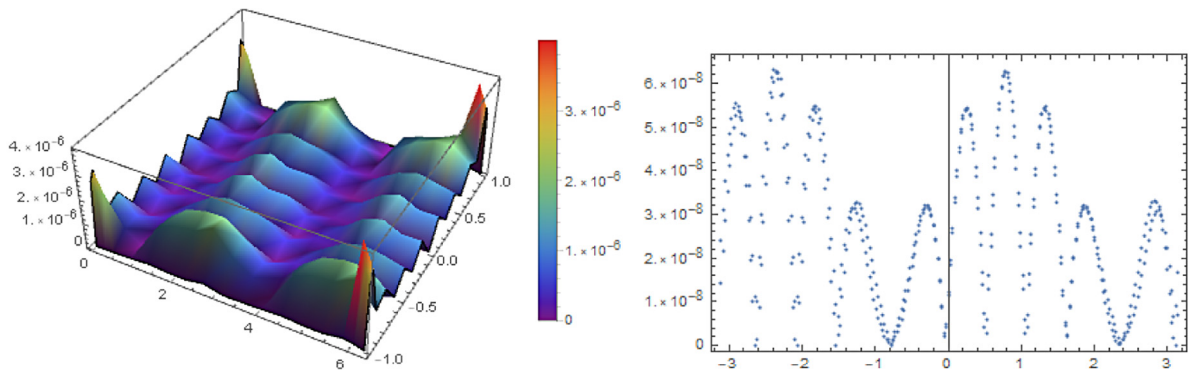 4. × 10⁻⁶
3. × 10⁻⁶
2. × 10⁻⁶
1. × 10⁻⁶
0
0
2
4
6
−1.0
−0.5
0.0
0.5
1.0
3. × 10⁻⁶
2. × 10⁻⁶
1. × 10⁻⁶
0
6. × 10⁻⁸
5. × 10⁻⁸
4. × 10⁻⁸
3. × 10⁻⁸
2. × 10⁻⁸
1. × 10⁻⁸
0
−3 −2 −1 0 1 2 3